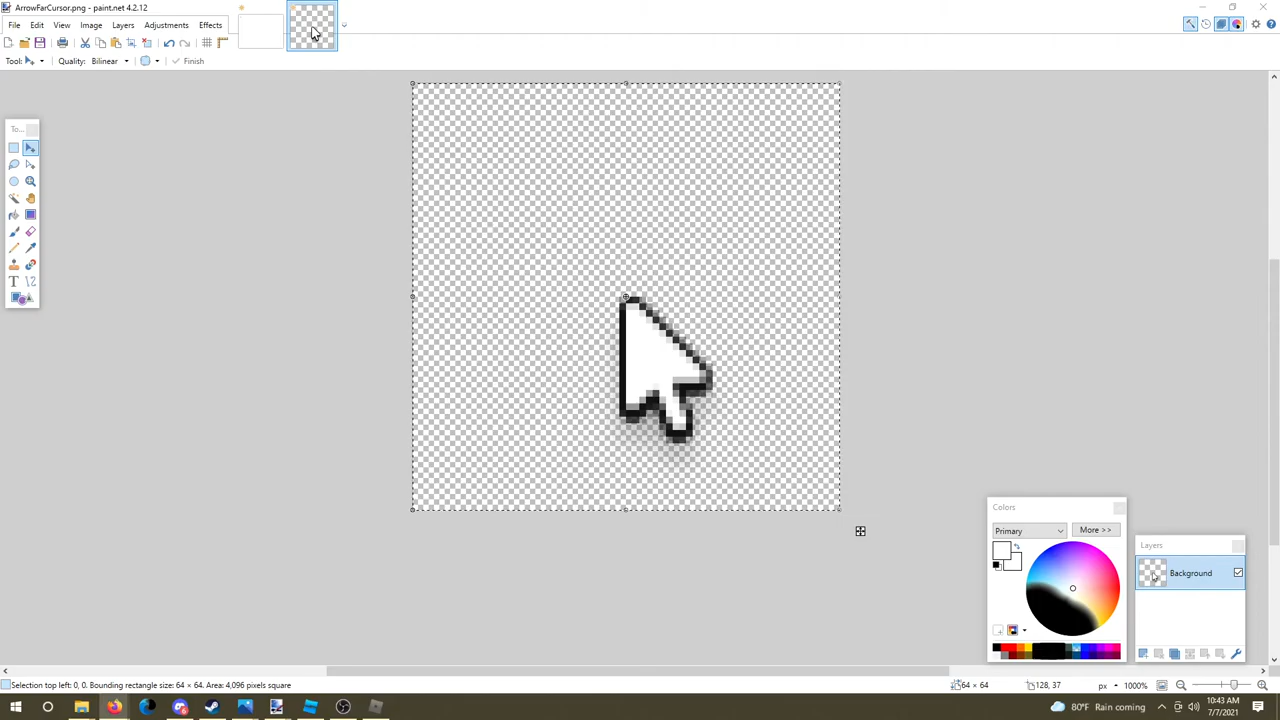 ArrowFarCursor.png - paint.net 4.2.12
File Edit View Image Layers Adjustments Effects
Tool: Quality: Bilinear Finish
To...
Colors
Primary More >>
Layers
Background
Selection top left: 0, 0. Bounding rectangle size: 64 × 64. Area: 4,096 pixels square
64 × 64 128, 37 px 1000%
80°F Rain coming
10:43 AM
7/7/2021